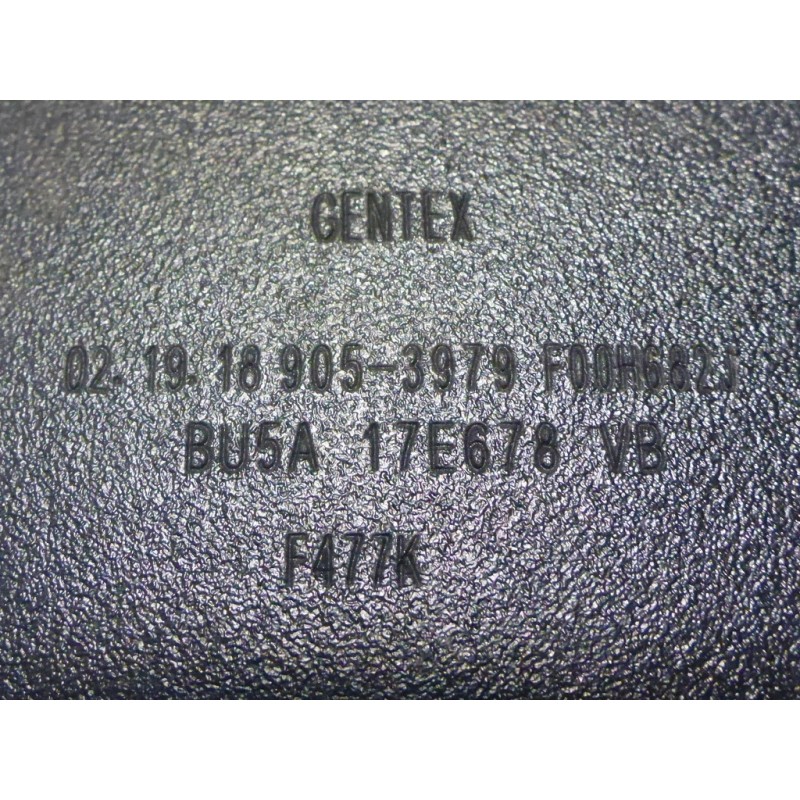 GENTEX
02.19.18 905-3979 F00H682J
BU5A 17E678 VB
F477K